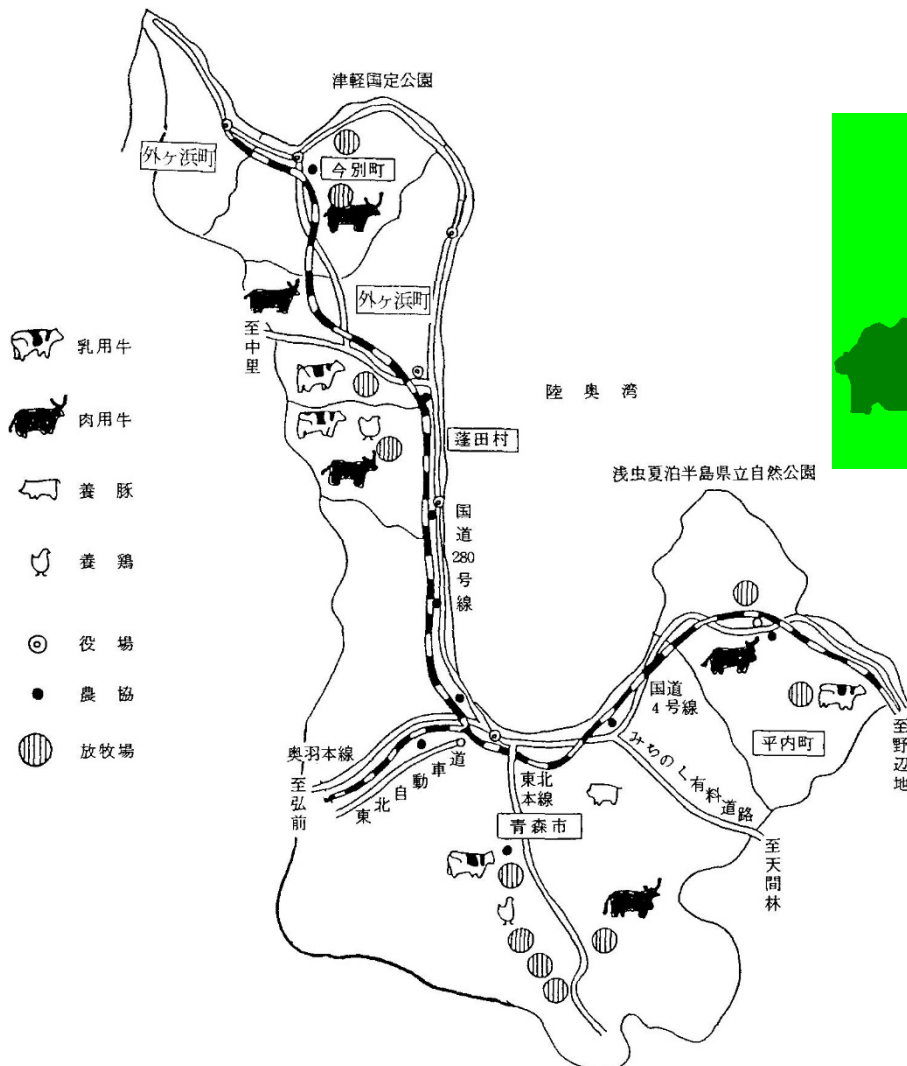 津軽国定公園
外ヶ浜町
今別町
外ヶ浜町
至中里
乳用牛
肉用牛
養豚
養鶏
役場
農協
放牧場
陸奥湾
蓬田村
浅虫夏泊半島県立自然公園
国道280号線
国道4号線
平内町
至野辺地
みちのく有料道路
至天間林
奥羽本線
至弘前
東北自動車道
東北本線
青森市